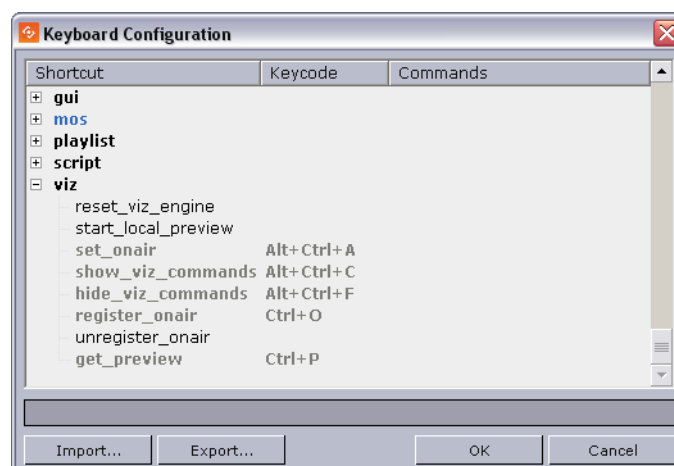 Keyboard Configuration
Shortcut Keycode Commands
gui
mos
playlist
script
viz
reset_viz_engine
start_local_preview
set_onair Alt+Ctrl+A
show_viz_commands Alt+Ctrl+C
hide_viz_commands Alt+Ctrl+F
register_onair Ctrl+O
unregister_onair
get_preview Ctrl+P
Import... Export... OK Cancel